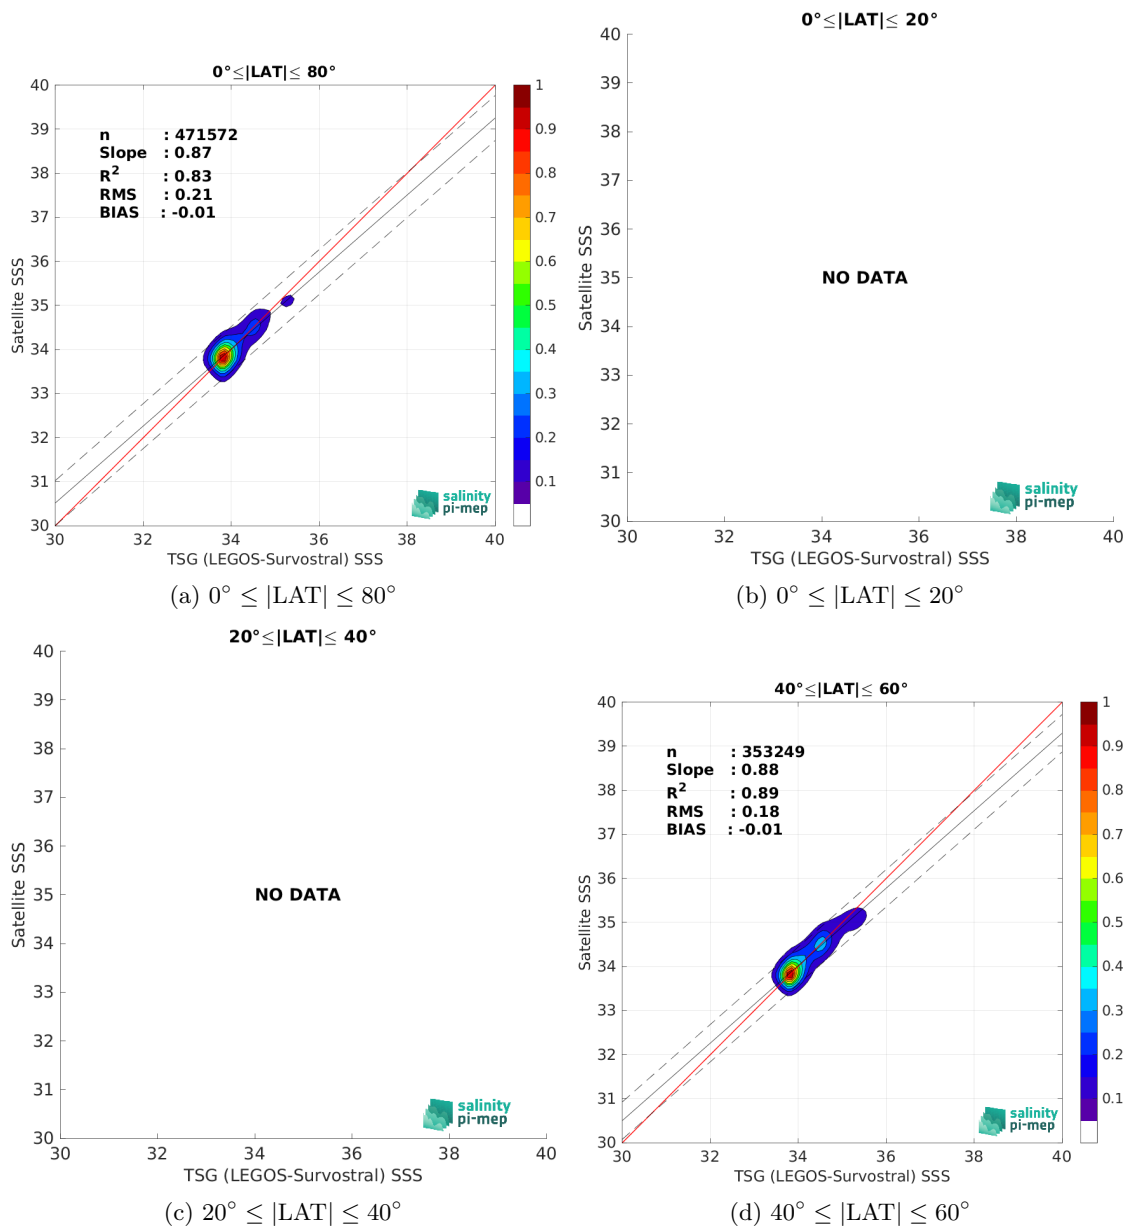 0°≤|LAT|≤ 80°
n : 471572
Slope : 0.87
R² : 0.83
RMS : 0.21
BIAS : -0.01
40
39
38
37
36
35
34
33
32
31
30
Satellite SSS
30 32 34 36 38 40
TSG (LEGOS-Survostral) SSS
salinity
pi-mep
1
0.9
0.8
0.7
0.6
0.5
0.4
0.3
0.2
0.1
(a) 0° ≤ |LAT| ≤ 80°
0°≤|LAT|≤ 20°
40
39
38
37
36
35
34
33
32
31
30
Satellite SSS
NO DATA
30 32 34 36 38 40
TSG (LEGOS-Survostral) SSS
salinity
pi-mep
(b) 0° ≤ |LAT| ≤ 20°
20°≤|LAT|≤ 40°
40
39
38
37
36
35
34
33
32
31
30
Satellite SSS
NO DATA
30 32 34 36 38 40
TSG (LEGOS-Survostral) SSS
salinity
pi-mep
(c) 20° ≤ |LAT| ≤ 40°
40°≤|LAT|≤ 60°
n : 353249
Slope : 0.88
R² : 0.89
RMS : 0.18
BIAS : -0.01
40
39
38
37
36
35
34
33
32
31
30
Satellite SSS
30 32 34 36 38 40
TSG (LEGOS-Survostral) SSS
salinity
pi-mep
1
0.9
0.8
0.7
0.6
0.5
0.4
0.3
0.2
0.1
(d) 40° ≤ |LAT| ≤ 60°